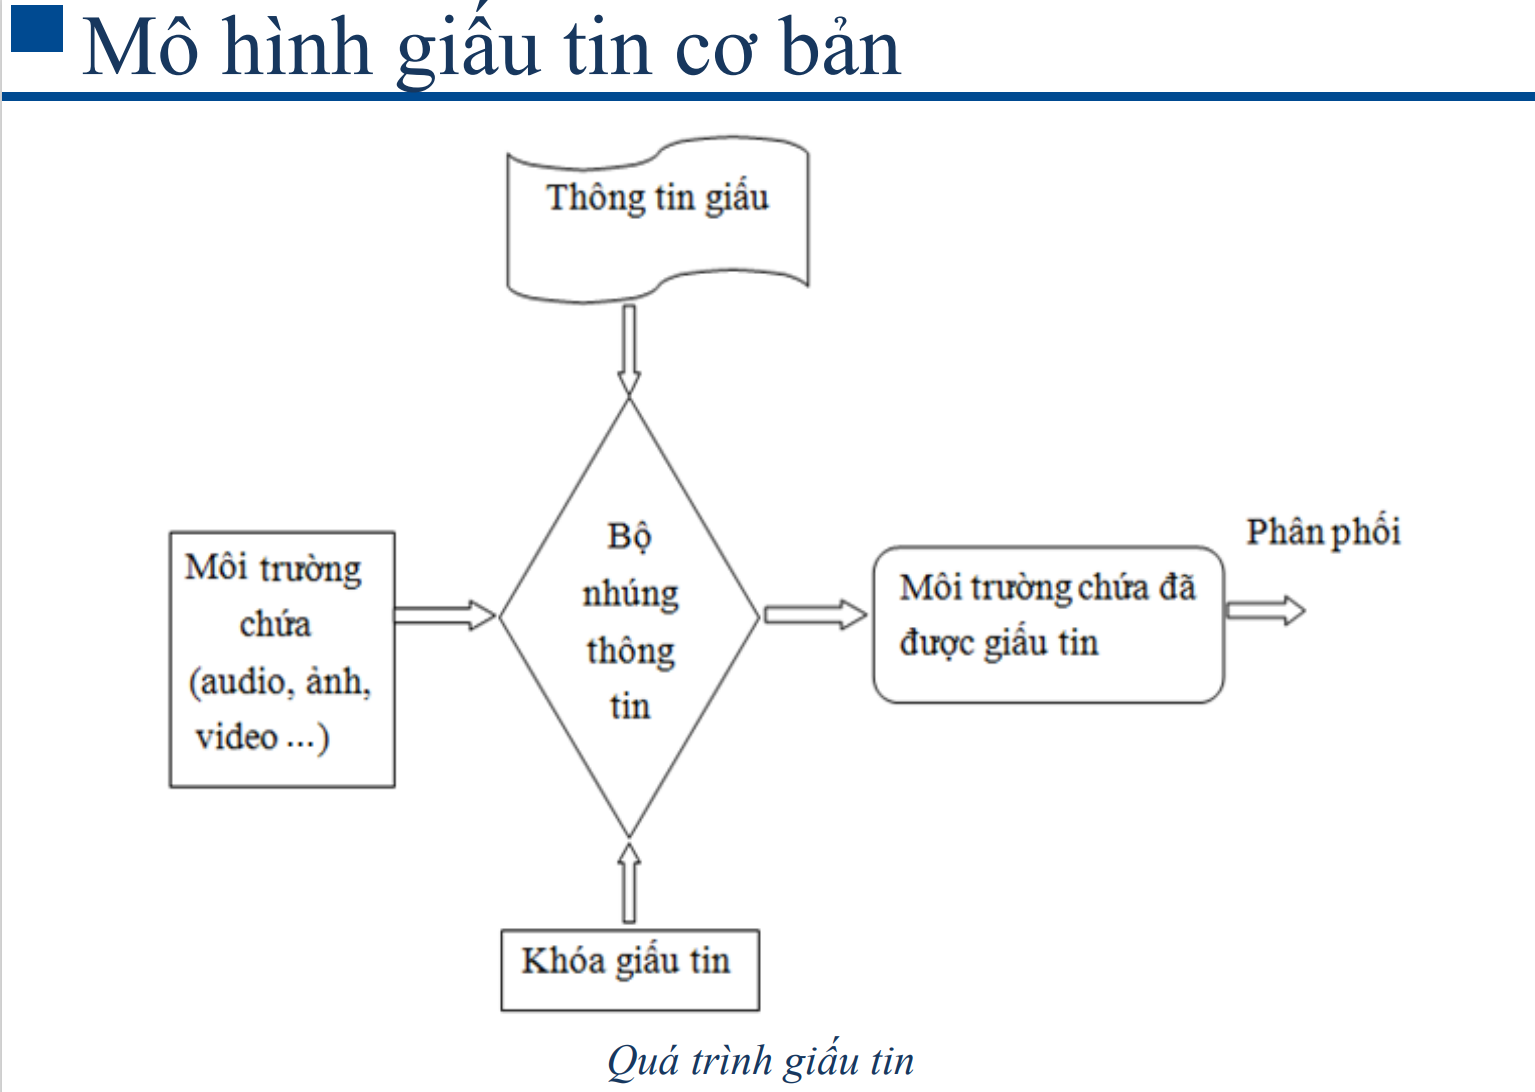 Mô hình giấu tin cơ bản
Thông tin giấu
Môi trường
chứa
(audio, ảnh,
video ...)
Bộ
nhúng
thông
tin
Môi trường chứa đã
được giấu tin
Phân phối
Khóa giấu tin
Quá trình giấu tin